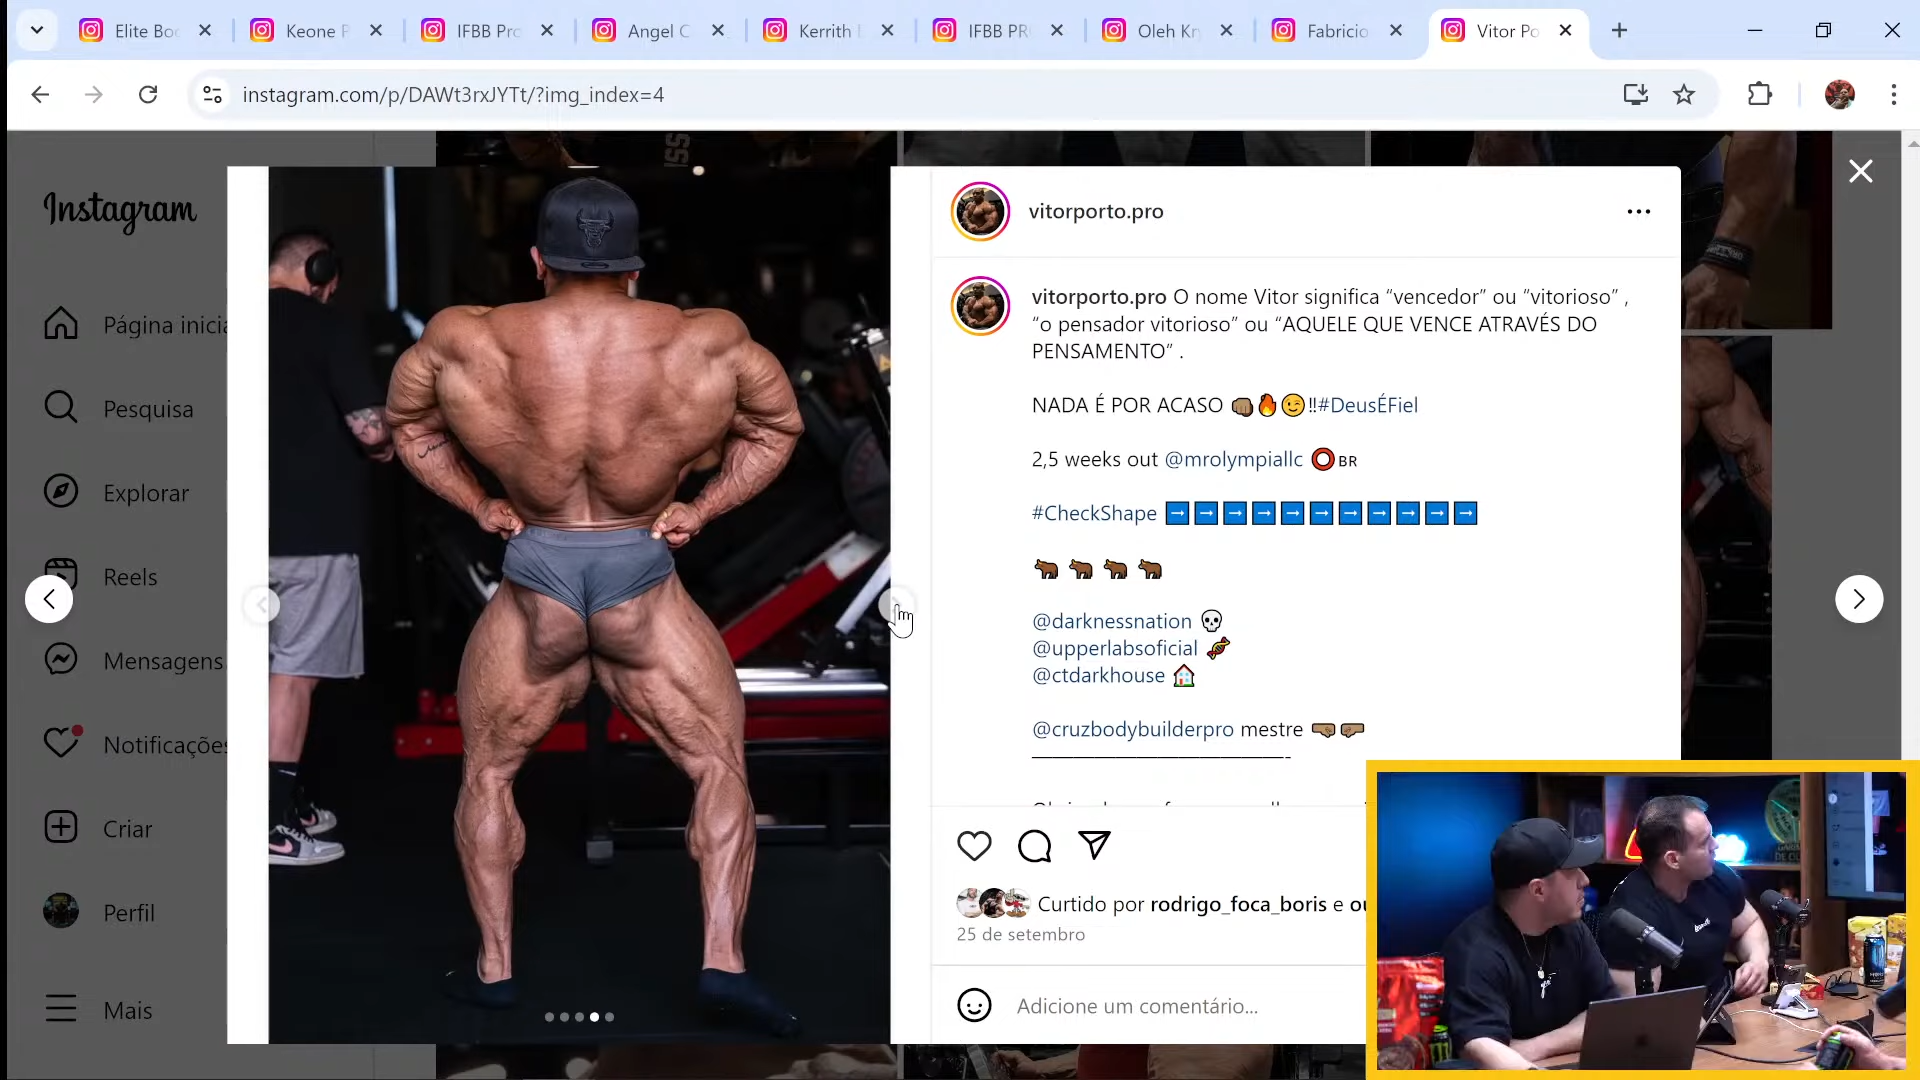 Elite Boo
Keone P
IFBB Pro
Angel C
Kerrith
IFBB PR
Oleh Kr
Fabricio
Vitor Po
instagram.com/p/DAWt3rxJYTt/?img_index=4
Instagram
Página inicia
Pesquisa
Explorar
Reels
Mensagens
Notificações
Criar
Perfil
Mais
vitorporto.pro
vitorporto.pro O nome Vitor significa “vencedor” ou “vitorioso” ,
“o pensador vitorioso” ou “AQUELE QUE VENCE ATRAVÉS DO
PENSAMENTO” .
NADA É POR ACASO 👊🏽🔥😉‼️#DeusÉFiel
2,5 weeks out @mrolympiallc ⭕ BR
#CheckShape ➡️➡️➡️➡️➡️➡️➡️➡️➡️➡️➡️
🐂 🐂 🐂 🐂
@darknessnation 💀
@upperlabsoficial 🧬
@ctdarkhouse 🏠
@cruzbodybuilderpro mestre 🤜🏽🤛🏽
———————————————-
Curtido por rodrigo_foca_boris e ou
25 de setembro
Adicione um comentário...